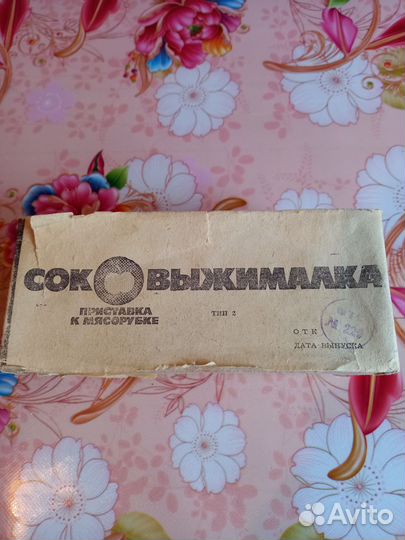 СОКОВЫЖИМАЛКА
ПРИСТАВКА
К МЯСОРУБКЕ
ТИП 2
ОТК
ДАТА ВЫПУСКА
Avito